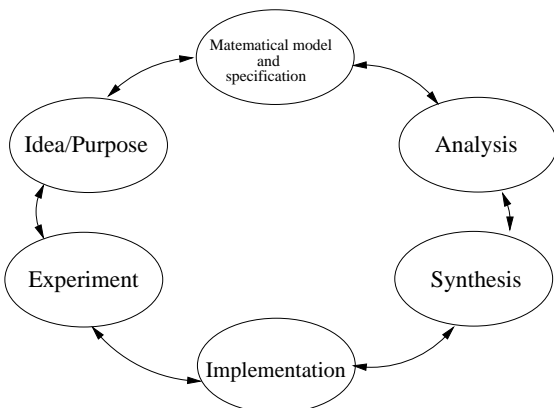 Matematical model
and
specification
Idea/Purpose
Analysis
Experiment
Synthesis
Implementation